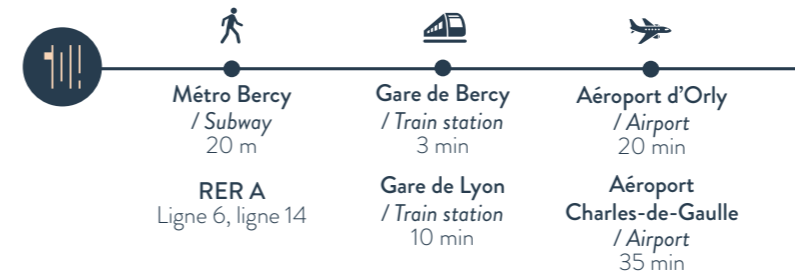 Métro Bercy
/ Subway
20 m
RER A
Ligne 6, ligne 14
Gare de Bercy
/ Train station
3 min
Gare de Lyon
/ Train station
10 min
Aéroport d'Orly
/ Airport
20 min
Aéroport
Charles-de-Gaulle
/ Airport
35 min